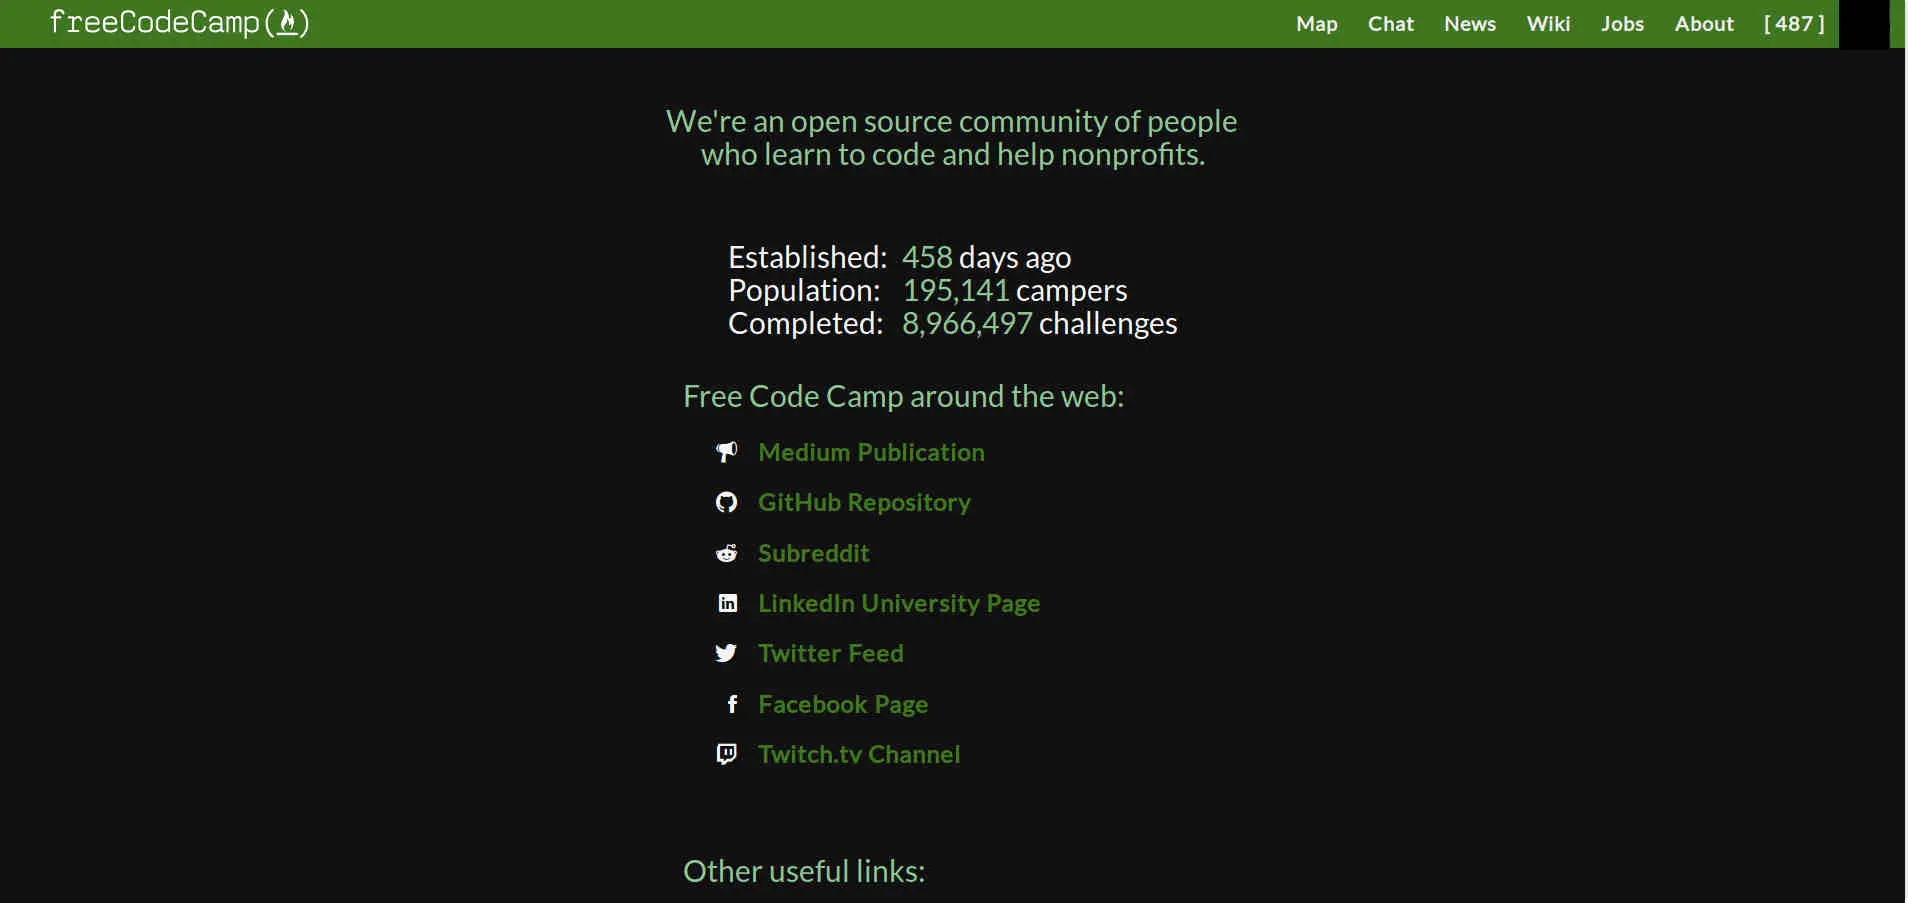 freeCodeCamp(🔥)
Map Chat News Wiki Jobs About [ 487 ]
We're an open source community of people
who learn to code and help nonprofits.
Established: 458 days ago
Population: 195,141 campers
Completed: 8,966,497 challenges
Free Code Camp around the web:
Medium Publication
GitHub Repository
Subreddit
LinkedIn University Page
Twitter Feed
Facebook Page
Twitch.tv Channel
Other useful links: